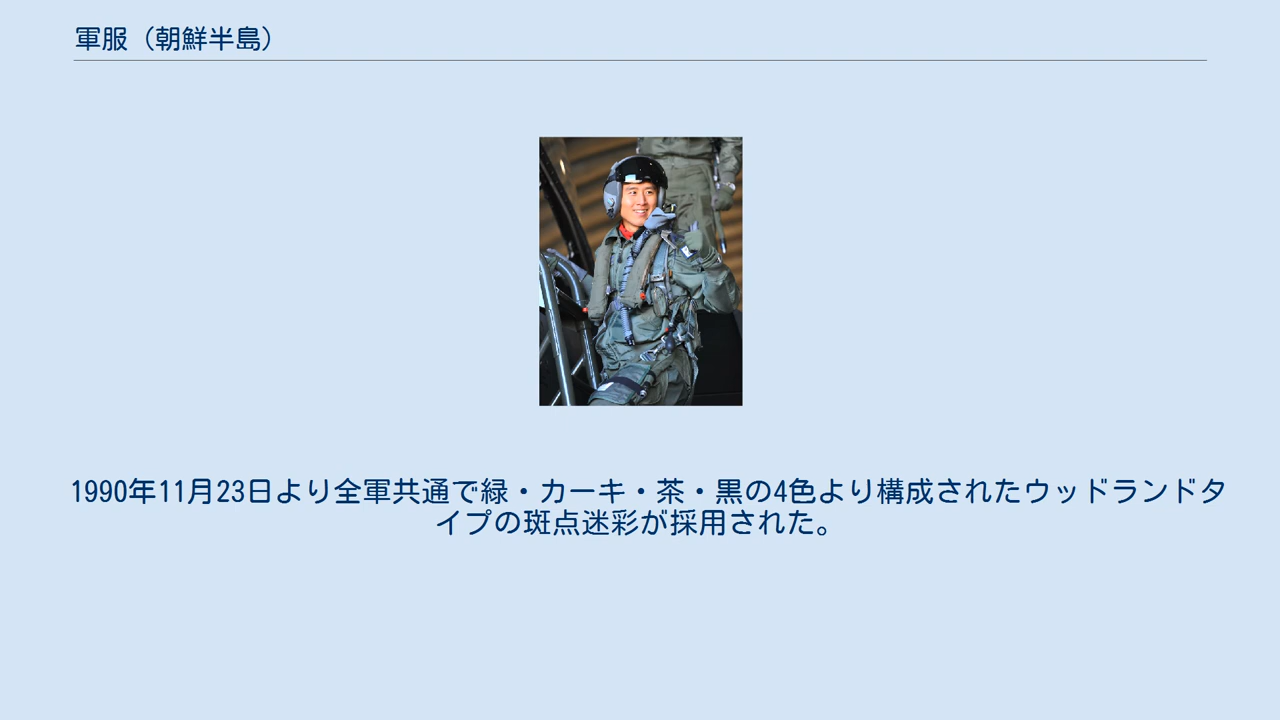 軍服（朝鮮半島）
1990年11月23日より全軍共通で緑・カーキ・茶・黒の4色より構成されたウッドランドタ
イプの斑点迷彩が採用された。